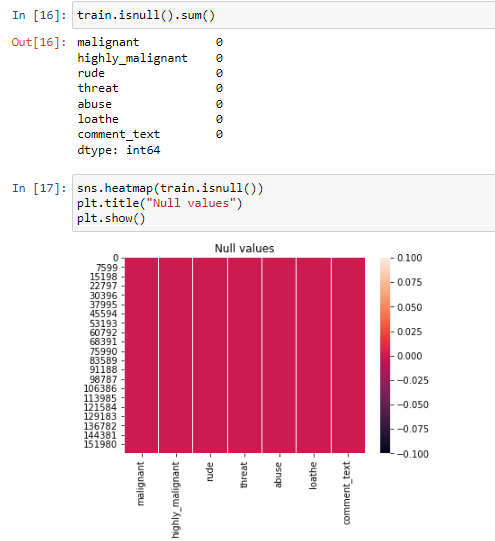 In [16]: train.isnull().sum()
Out[16]: malignant 0
highly_malignant 0
rude 0
threat 0
abuse 0
loathe 0
comment_text 0
dtype: int64
In [17]: sns.heatmap(train.isnull())
plt.title("Null values")
plt.show()
Null values
0
7599
15198
22797
30396
37995
45594
53193
60792
68391
75990
83589
91188
98787
106386
113985
121584
129183
136782
144381
151980
malignant
highly_malignant
rude
threat
abuse
loathe
comment_text
0.100
0.075
0.050
0.025
0.000
−0.025
−0.050
−0.075
−0.100